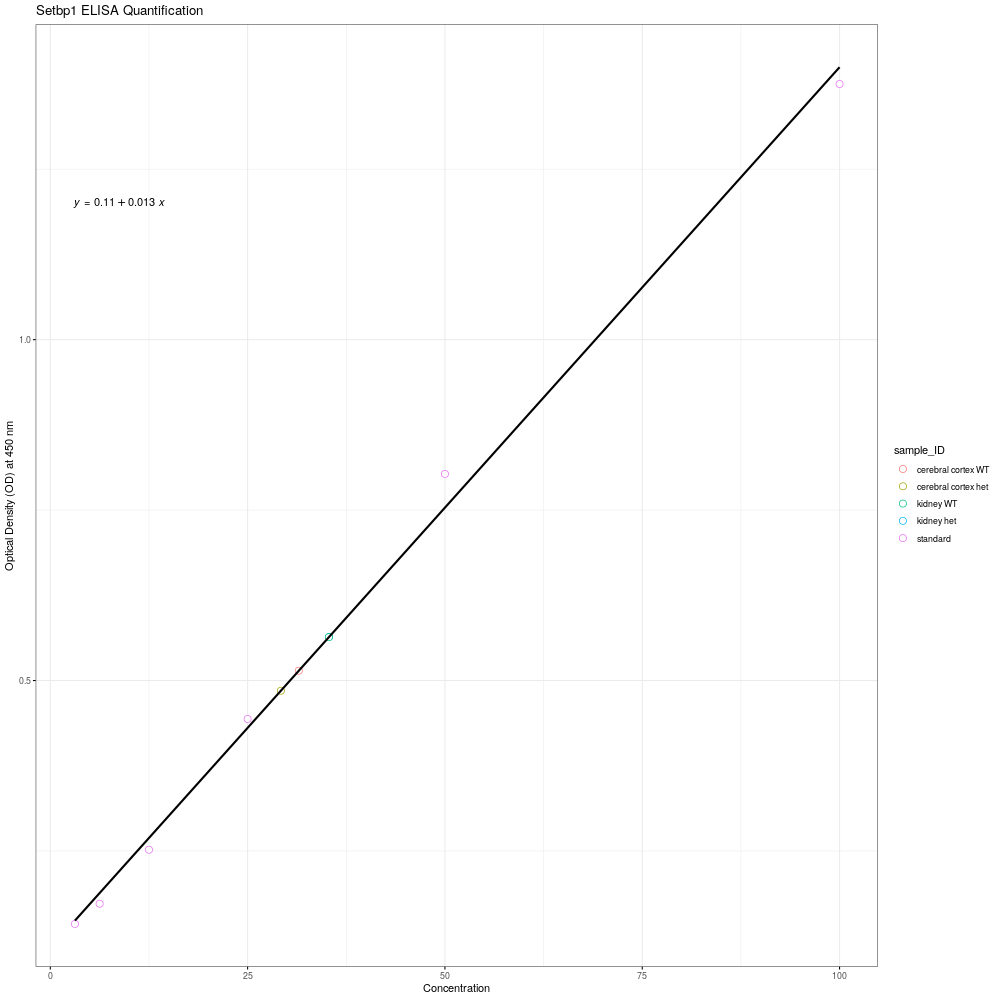 Setbp1 ELISA Quantification
y = 0.11 + 0.013 x
1.0
0.5
Optical Density (OD) at 450 nm
0 25 50 75 100
Concentration
sample_ID
cerebral cortex WT
cerebral cortex het
kidney WT
kidney het
standard